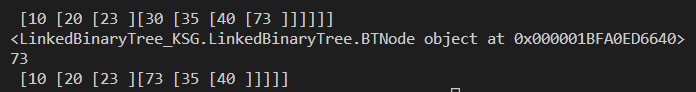 [10 [20 [23 ][30 [35 [40 [73 ]]]]]]
<LinkedBinaryTree_KSG.LinkedBinaryTree.BTNode object at 0x000001BFA0ED6640>
73
[10 [20 [23 ][73 [35 [40 ]]]]]